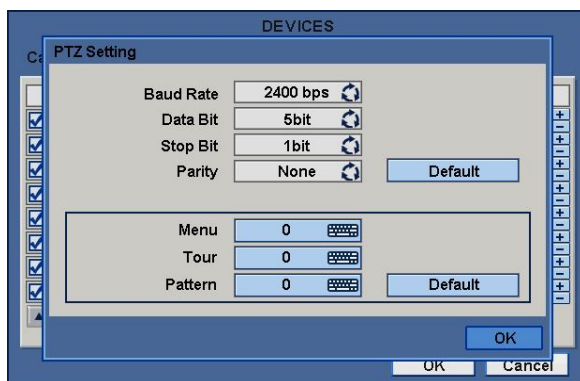 DEVICES
PTZ Setting
Baud Rate 2400 bps
Data Bit 5bit
Stop Bit 1bit
Parity None Default
Menu 0
Tour 0
Pattern 0 Default
OK
OK Cancel